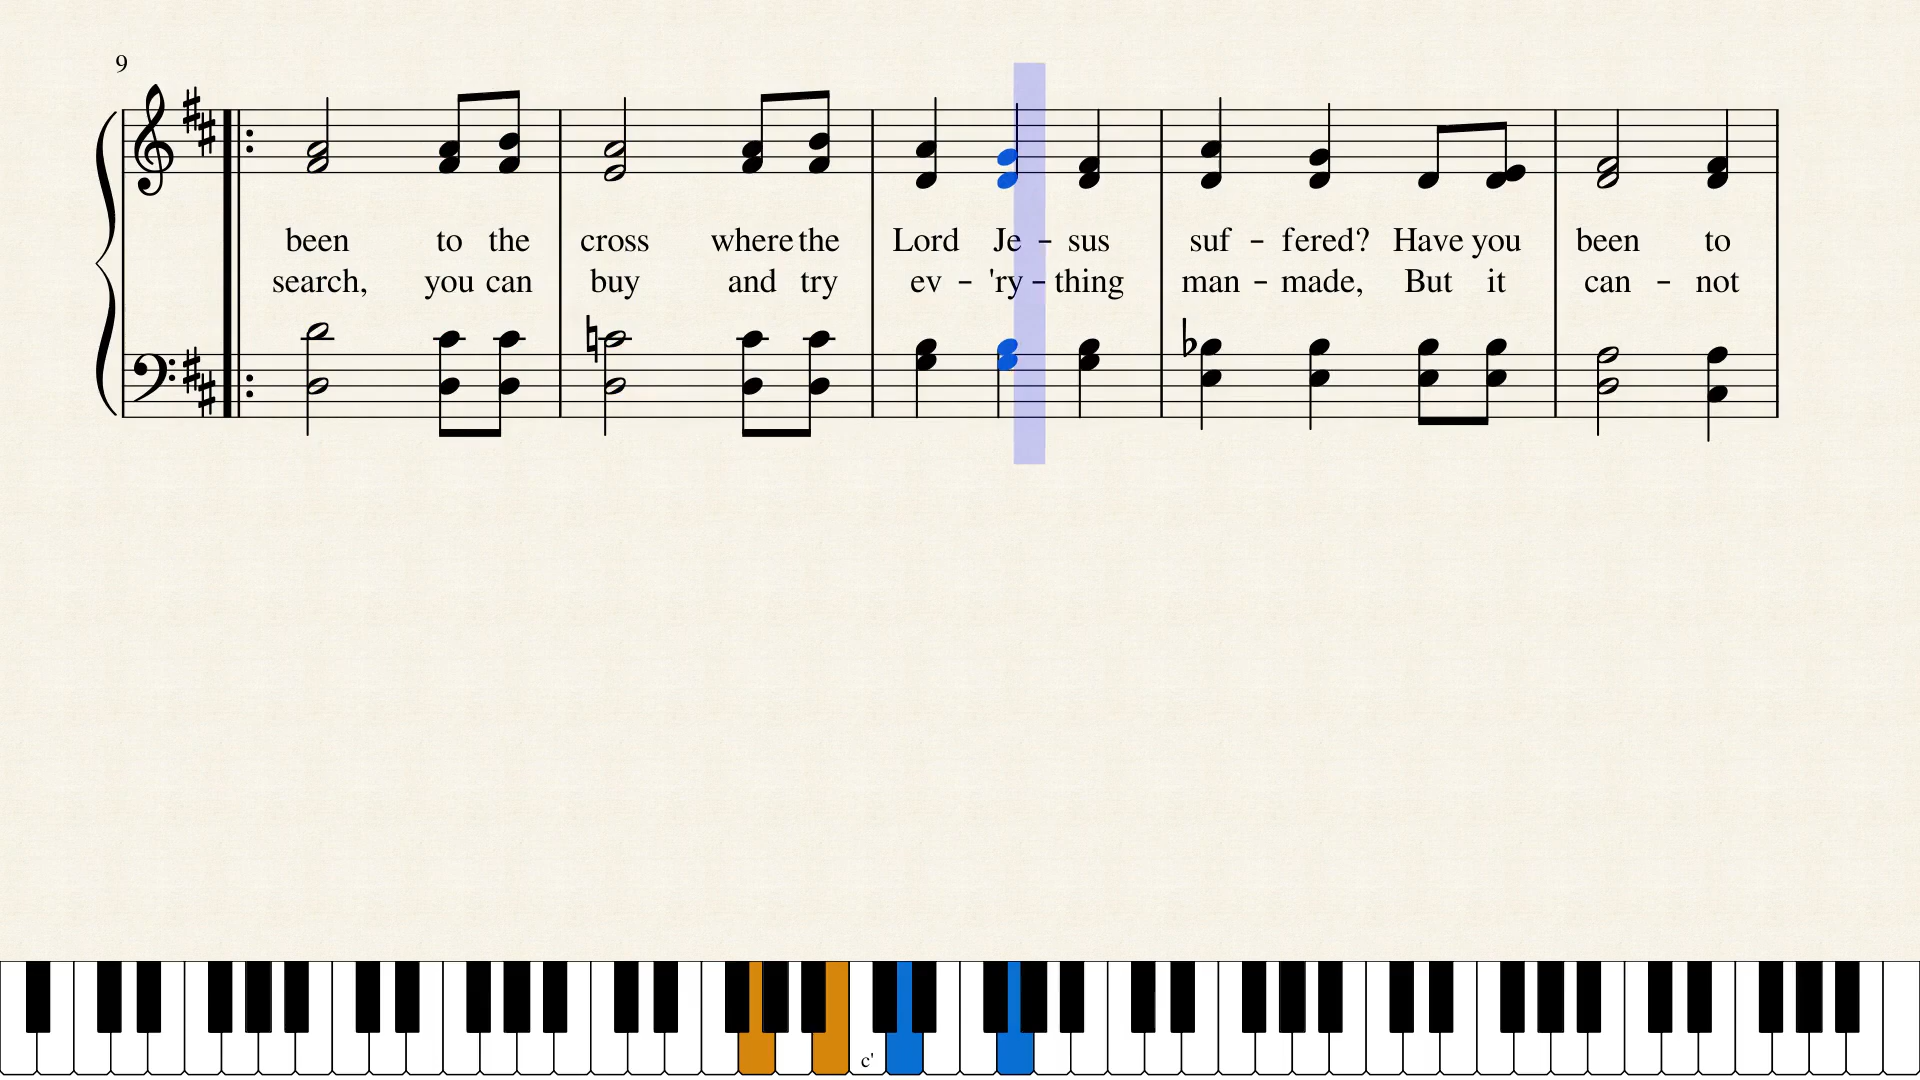 9
been to the cross where the Lord Je - sus suf - fered? Have you been to
search, you can buy and try ev - 'ry - thing man - made, But it can - not
c'